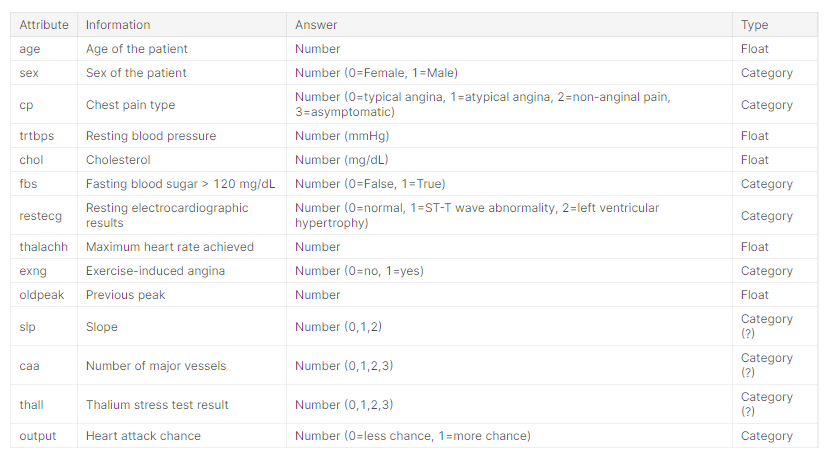 Attribute Information Answer Type
age Age of the patient Number Float
sex Sex of the patient Number (0=Female, 1=Male) Category
cp Chest pain type Number (0=typical angina, 1=atypical angina, 2=non-anginal pain, 3=asymptomatic) Category
trtbps Resting blood pressure Number (mmHg) Float
chol Cholesterol Number (mg/dL) Float
fbs Fasting blood sugar > 120 mg/dL Number (0=False, 1=True) Category
restecg Resting electrocardiographic results Number (0=normal, 1=ST-T wave abnormality, 2=left ventricular hypertrophy) Category
thalachh Maximum heart rate achieved Number Float
exng Exercise-induced angina Number (0=no, 1=yes) Category
oldpeak Previous peak Number Float
slp Slope Number (0,1,2) Category (?)
caa Number of major vessels Number (0,1,2,3) Category (?)
thall Thalium stress test result Number (0,1,2,3) Category (?)
output Heart attack chance Number (0=less chance, 1=more chance) Category